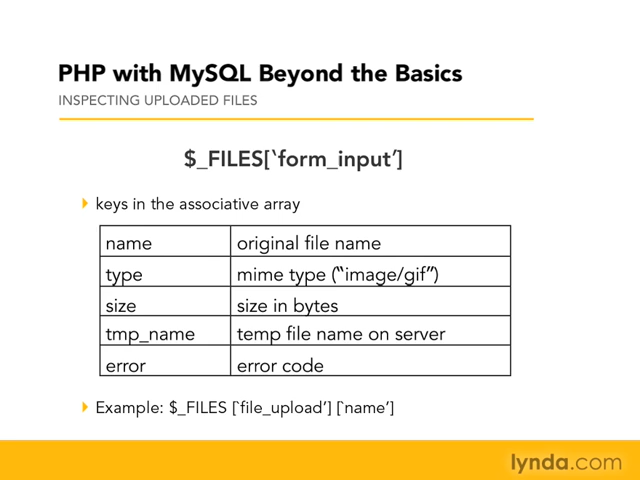 PHP with MySQL Beyond the Basics
INSPECTING UPLOADED FILES
$_FILES[‵form_input′]
keys in the associative array
name original file name
type mime type (“image/gif”)
size size in bytes
tmp_name temp file name on server
error error code
Example: $_FILES [‵file_upload′] [‵name′]
lynda.com